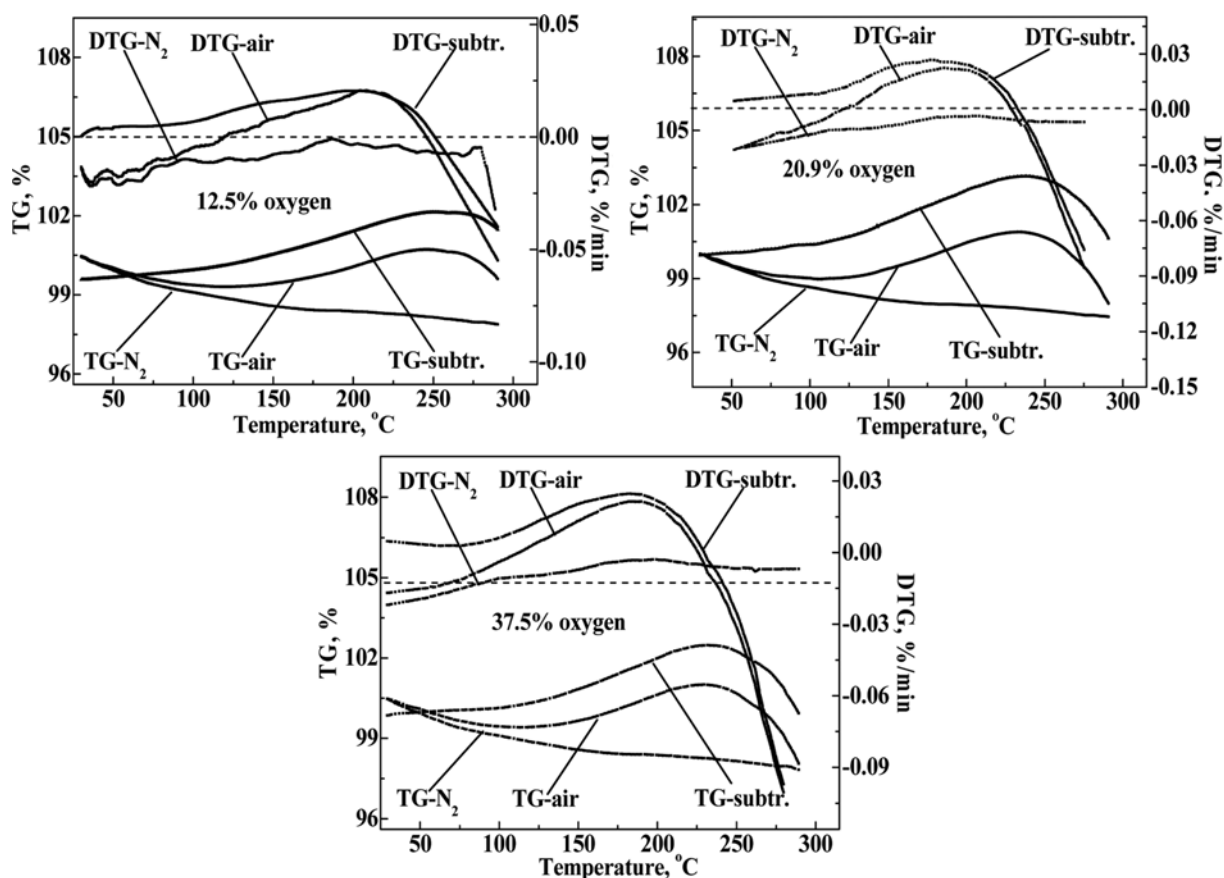 DTG-N2
DTG-air
DTG-subtr.
108
105
102
99
96
TG, %
0.05
0.00
-0.05
-0.10
DTG, %/min
12.5% oxygen
TG-N2
TG-air
TG-subtr.
50 100 150 200 250 300
Temperature, °C
DTG-N2
DTG-air
DTG-subtr.
108
105
102
99
96
TG, %
0.03
0.00
-0.03
-0.06
-0.09
-0.12
-0.15
DTG. %/min
20.9% oxygen
TG-N2
TG-air
TG-subtr.
50 100 150 200 250 300
Temperature, °C
DTG-N2
DTG-air
DTG-subtr.
108
105
102
99
96
TG, %
0.03
0.00
-0.03
-0.06
-0.09
DTG, %/min
37.5% oxygen
TG-N2
TG-air
TG-subtr.
50 100 150 200 250 300
Temperature, °C